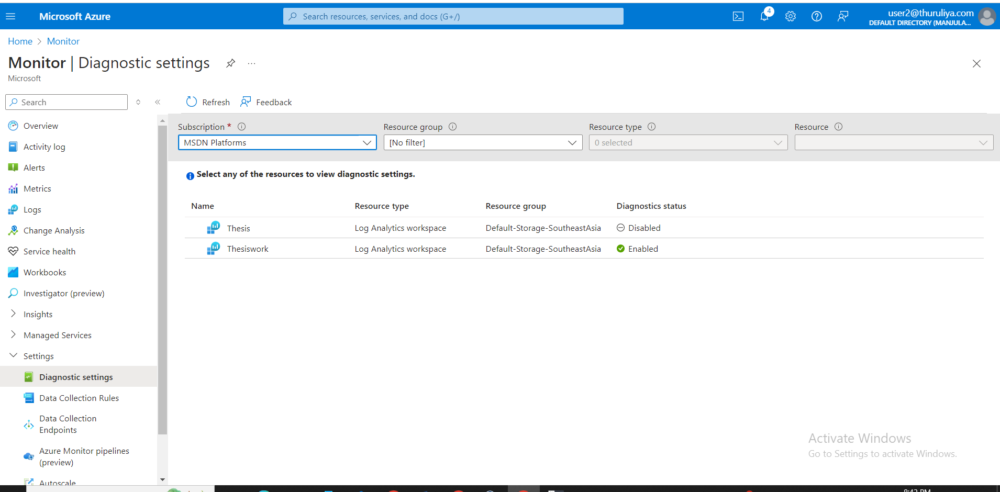 Microsoft Azure
Search resources, services, and docs (G+/)
4
user2@thuruliya.com
DEFAULT DIRECTORY (MANJULA...
Home > Monitor
Monitor | Diagnostic settings
...
Microsoft
Search
Refresh
Feedback
Overview
Activity log
Alerts
Metrics
Logs
Change Analysis
Service health
Workbooks
Investigator (preview)
Insights
Managed Services
Settings
Diagnostic settings
Data Collection Rules
Data Collection
Endpoints
Azure Monitor pipelines
(preview)
Autoscale
Subscription *
Resource group
Resource type
Resource
MSDN Platforms
[No filter]
0 selected
Select any of the resources to view diagnostic settings.
Name Resource type Resource group Diagnostics status
Thesis Log Analytics workspace Default-Storage-SoutheastAsia Disabled
Thesiswork Log Analytics workspace Default-Storage-SoutheastAsia Enabled
Activate Windows
Go to Settings to activate Windows.
8:42 PM